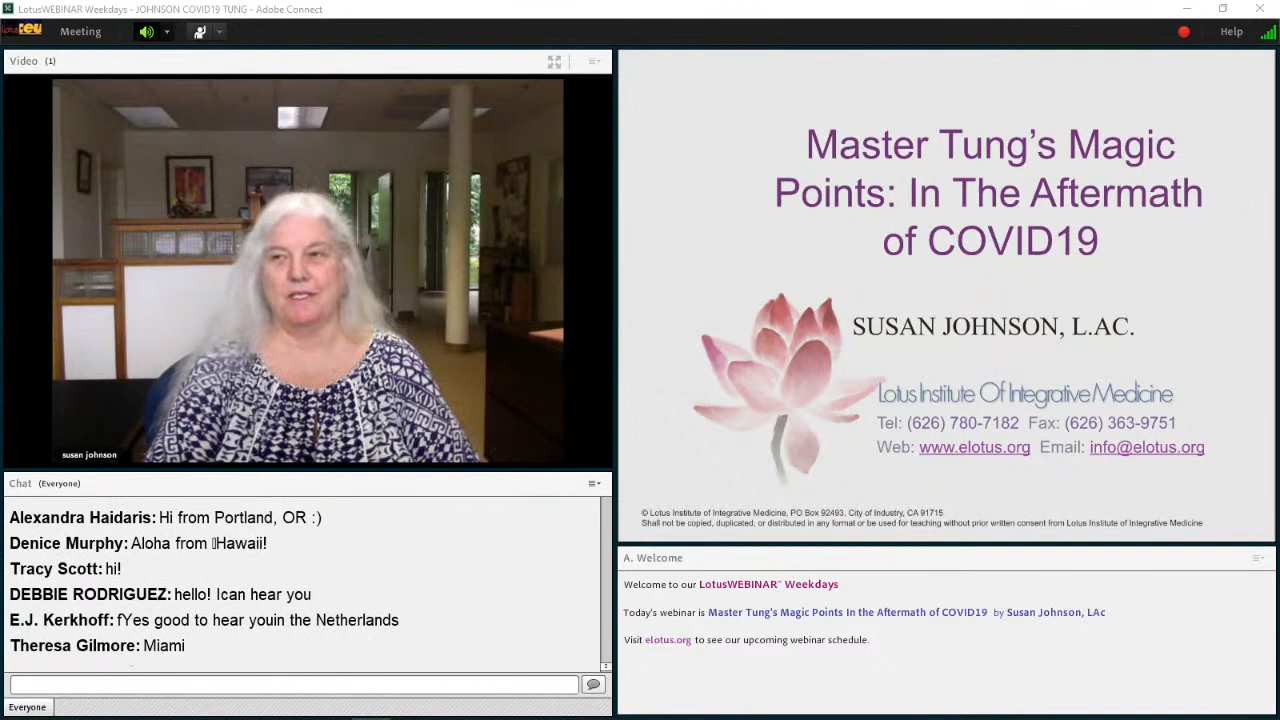 LotusWEBINAR Weekdays - JOHNSON COVID19 TUNG - Adobe Connect
Meeting
Help
Video (1)
susan johnson
Master Tung's Magic
Points: In The Aftermath
of COVID19
SUSAN JOHNSON, L.AC.
Lotus Institute Of Integrative Medicine
Tel: (626) 780-7182 Fax: (626) 363-9751
Web: www.elotus.org Email: info@elotus.org
© Lotus Institute of Integrative Medicine, PO Box 92493, City of Industry, CA 91715
Shall not be copied, duplicated, or distributed in any format or be used for teaching without prior written consent from Lotus Institute of Integrative Medicine
Chat (Everyone)
Alexandra Haidaris: Hi from Portland, OR :)
Denice Murphy: Aloha from Hawaii!
Tracy Scott: hi!
DEBBIE RODRIGUEZ: hello! Ican hear you
E.J. Kerkhoff: fYes good to hear youin the Netherlands
Theresa Gilmore: Miami
Everyone
A. Welcome
Welcome to our LotusWEBINAR™ Weekdays
Today's webinar is Master Tung's Magic Points In the Aftermath of COVID19 by Susan Johnson, LAc
Visit elotus.org to see our upcoming webinar schedule.